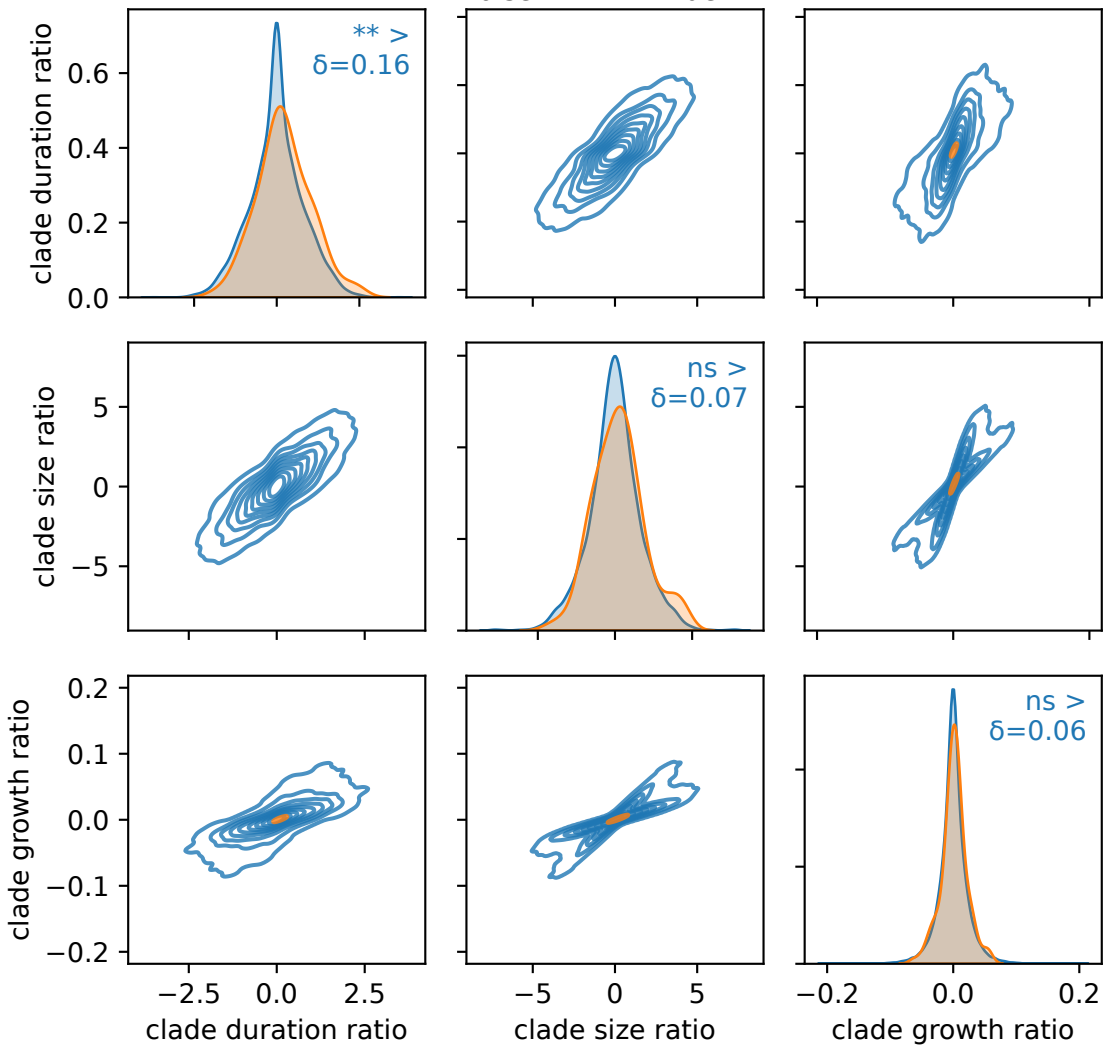 clade duration ratio
0.6
0.4
0.2
0.0
** >
δ=0.16
clade size ratio
5
0
−5
ns >
δ=0.07
clade growth ratio
0.2
0.1
0.0
−0.1
−0.2
ns >
δ=0.06
−2.5 0.0 2.5
−5 0 5
−0.2 0.0 0.2
clade duration ratio
clade size ratio
clade growth ratio